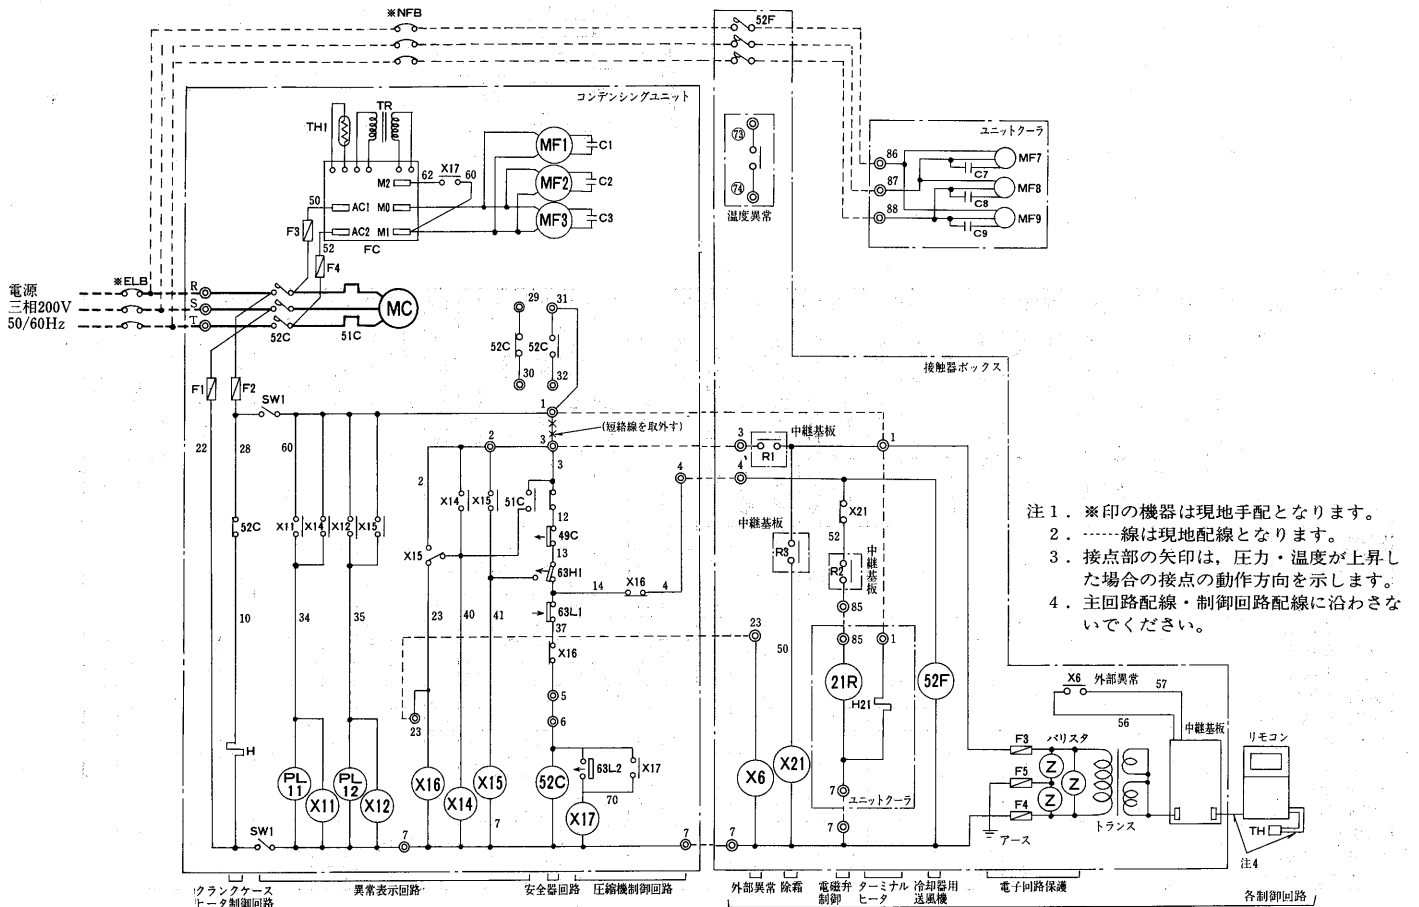 ※NFB
52F
コンデンシングユニット
TR
TH1
MF1
C1
MF2
C2
MF3
C3
X17
62
60
M2
M0
M1
50
AC1
AC2
52
F3
FC
F4
73
74
温度異常
ユニットクーラ
86
87
88
MF7
C7
MF8
C8
MF9
C9
電源
三相200V
50/60Hz
※ELB
R
S
T
52C
51C
MC
29
31
52C
52C
30
32
接触器ボックス
F1
F2
SW1
1
(短絡線を取外す)
2
3
3
中継基板
R1
1
22
28
60
2
3
4
4
52C
X11
X14
X12
X15
X14
X15
51C
12
49C
13
X15
63H1
14
X16
4
63L1
37
X16
中継基板
R3
X21
52
R2
中継基板
85
85
1
10
34
35
23
40
41
23
50
5
6
23
21R
H21
52F
H
PL11
X11
PL12
X12
X16
X14
X15
52C
63L2
X17
70
X17
X6
X21
7
ユニットクーラ
7
SW1
7
7
7
7
X6
外部異常
57
56
中継基板
リモコン
F3
バリスタ
F5
Z
Z
Z
F4
トランス
アース
TH
注4
クランクケース
ヒータ制御回路
異常表示回路
安全器回路
圧縮機制御回路
外部異常
除霜
電磁弁
制御
ターミナル
ヒータ
冷却器用
送風機
電子回路保護
各制御回路
注1．※印の機器は現地手配となります。
2．-----線は現地配線となります。
3．接点部の矢印は，圧力・温度が上昇し
た場合の接点の動作方向を示します。
4．主回路配線・制御回路配線に沿わさな
いでください。